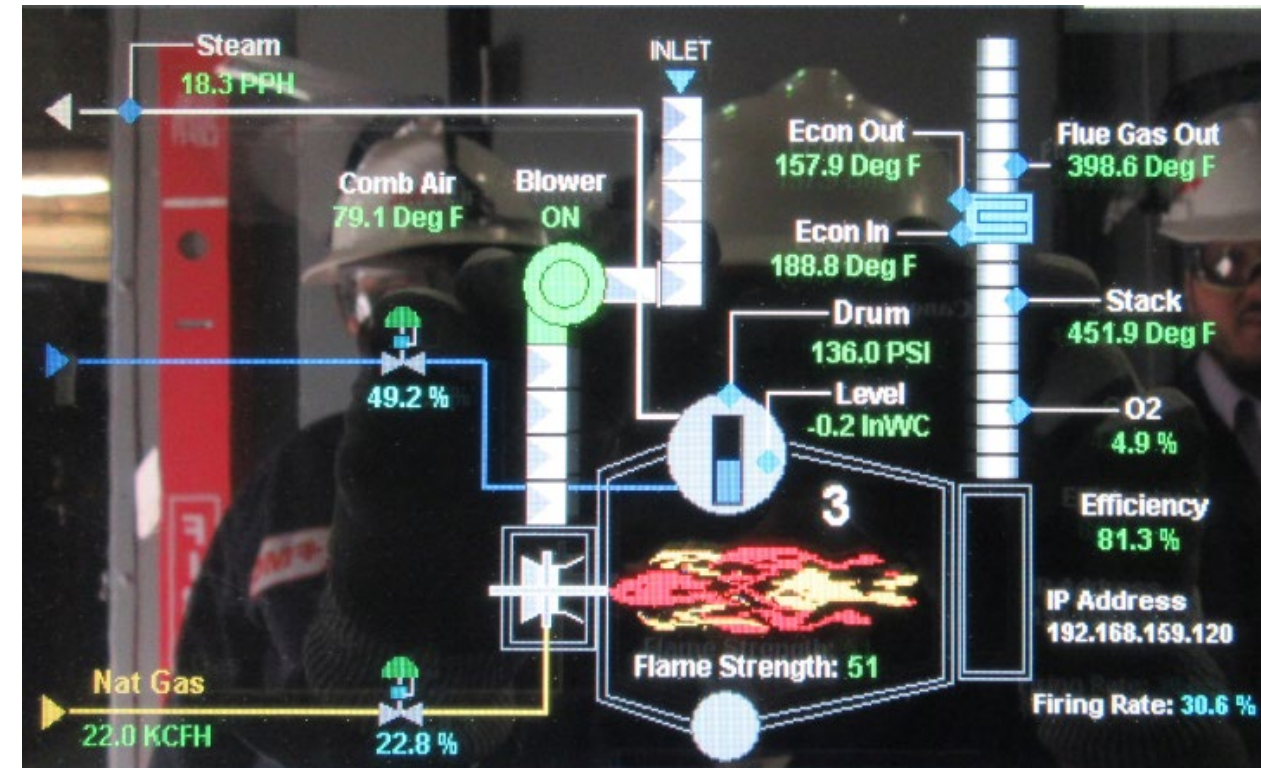 Steam
18.3 PPH
INLET
Econ Out
157.9 Deg F
Flue Gas Out
398.6 Deg F
Comb Air
79.1 Deg F
Blower
ON
Econ In
188.8 Deg F
Drum
136.0 PSI
Stack
451.9 Deg F
49.2 %
Level
-0.2 InWC
O2
4.9 %
3
Efficiency
81.3 %
IP Address
192.168.159.120
Flame Strength: 51
Nat Gas
22.0 KCFH
22.8 %
Firing Rate: 30.6 %